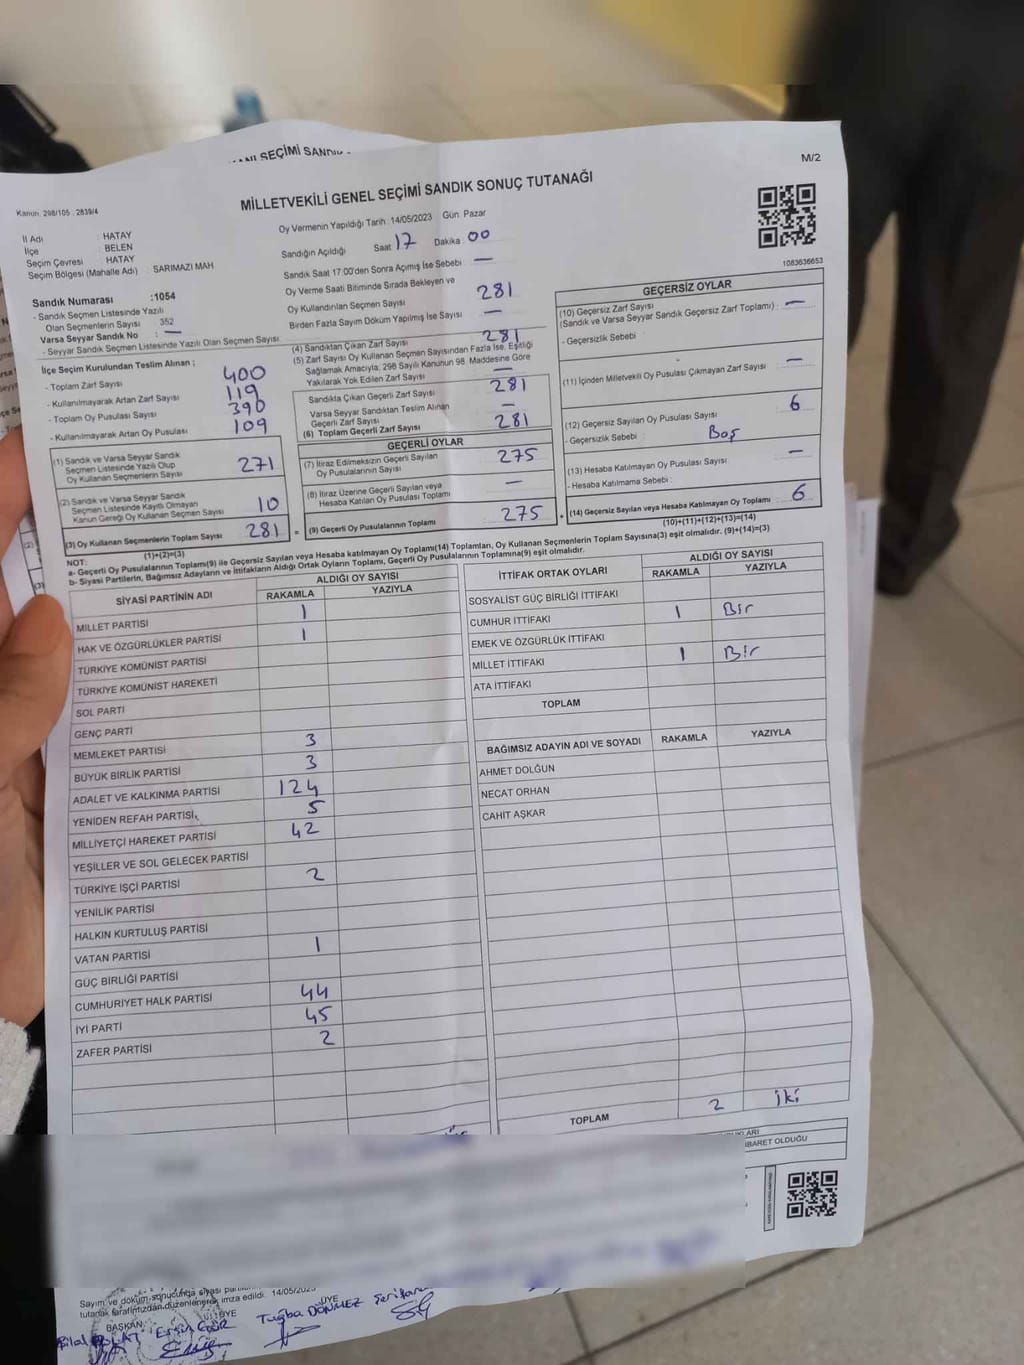 ANI SEÇİMİ SANDIK
M/2
MİLLETVEKİLİ GENEL SEÇİMİ SANDIK SONUÇ TUTANAĞI
Kanun. 298/105 . 2839/4
İl Adı : HATAY
İlçe : BELEN
Seçim Çevresi : HATAY
Seçim Bölgesi (Mahalle Adı) : SARIMAZI MAH
Sandık Numarası :1054
- Sandık Seçmen Listesinde Yazılı
Olan Seçmenlerin Sayısı 352
Varsa Seyyar Sandık No : —
- Seyyar Sandık Seçmen Listesinde Yazılı Olan Seçmen Sayısı
İlçe Seçim Kurulundan Teslim Alınan ;
- Toplam Zarf Sayısı 400
- Kullanılmayarak Artan Zarf Sayısı 119
- Toplam Oy Pusulası Sayısı 390
- Kullanılmayarak Artan Oy Pusulası 109
(1) Sandık ve Varsa Seyyar Sandık
Seçmen Listesinde Yazılı Olup
Oy Kullanan Seçmenlerin Sayısı 271
(2) Sandık ve Varsa Seyyar Sandık
Seçmen Listesinde Kayıtlı Olmayan
Kanun Gereği Oy Kullanan Seçmen Sayısı 10
(3) Oy Kullanan Seçmenlerin Toplam Sayısı 281
(1)+(2)=(3)
Oy Vermenin Yapıldığı Tarih : 14/05/2023 Gün: Pazar
Sandığın Açıldığı Saat 17 Dakika : 00
Sandık Saat 17:00'den Sonra Açımış İse Sebebi : —
Oy Verme Saati Bitiminde Sırada Bekleyen ve
Oy Kullandırılan Seçmen Sayısı 281
Birden Fazla Sayım Döküm Yapılmış İse Sayısı —
(4) Sandıktan Çıkan Zarf Sayısı 281
(5) Zarf Sayısı Oy Kullanan Seçmen Sayısından Fazla İse, Eşitliği
Sağlamak Amacıyla; 298 Sayılı Kanunun 98. Maddesine Göre
Yakılarak Yok Edilen Zarf Sayısı —
Sandıkta Çıkan Geçerli Zarf Sayısı 281
Varsa Seyyar Sandıktan Teslim Alınan
Geçerli Zarf Sayısı —
(6) Toplam Geçerli Zarf Sayısı 281
GEÇERLİ OYLAR
(7) İtiraz Edilmeksizin Geçerli Sayılan
Oy Pusulalarının Sayısı 275
(8) İtiraz Üzerine Geçerli Sayılan veya
Hesaba Katılan Oy Pusulası Toplamı —
= (9) Geçerli Oy Pusulalarının Toplamı 275 +
1083636653
GEÇERSİZ OYLAR
(10) Geçersiz Zarf Sayısı
(Sandık ve Varsa Seyyar Sandık Geçersiz Zarf Toplamı) : —
- Geçersizlik Sebebi :
(11) İçinden Milletvekili Oy Pusulası Çıkmayan Zarf Sayısı —
(12) Geçersiz Sayılan Oy Pusulası Sayısı 6
- Geçersizlik Sebebi : Boş
(13) Hesaba Katılmayan Oy Pusulası Sayısı —
- Hesaba Katılmama Sebebi :
(14) Geçersiz Sayılan veya Hesaba Katılmayan Oy Toplamı 6
(10)+(11)+(12)+(13)=(14)
NOT:
a- Geçerli Oy Pusulalarının Toplamı(9) ile Geçersiz Sayılan veya Hesaba katılmayan Oy Toplamı(14) Toplamları, Oy Kullanan Seçmenlerin Toplam Sayısına(3) eşit olmalıdır. (9)+(14)=(3)
b- Siyasi Partilerin, Bağımsız Adayların ve İttifakların Aldığı Ortak Oyların Toplamı, Geçerli Oy Pusulalarının Toplamına(9) eşit olmalıdır.
SİYASİ PARTİNİN ADI ALDIĞI OY SAYISI
RAKAMLA YAZIYLA
MİLLET PARTİSİ 1
HAK VE ÖZGÜRLÜKLER PARTİSİ 1
TÜRKİYE KOMÜNİST PARTİSİ
TÜRKİYE KOMÜNİST HAREKETİ
SOL PARTİ
GENÇ PARTİ
MEMLEKET PARTİSİ 3
BÜYÜK BİRLİK PARTİSİ 3
ADALET VE KALKINMA PARTİSİ 124
YENİDEN REFAH PARTİSİ 5
MİLLİYETÇİ HAREKET PARTİSİ 42
YEŞİLLER VE SOL GELECEK PARTİSİ
TÜRKİYE İŞÇİ PARTİSİ 2
YENİLİK PARTİSİ
HALKIN KURTULUŞ PARTİSİ
VATAN PARTİSİ 1
GÜÇ BİRLİĞİ PARTİSİ
CUMHURİYET HALK PARTİSİ 44
İYİ PARTİ 45
ZAFER PARTİSİ 2
İTTİFAK ORTAK OYLARI ALDIĞI OY SAYISI
RAKAMLA YAZIYLA
SOSYALİST GÜÇ BİRLİĞİ İTTİFAKI
CUMHUR İTTİFAKI 1 Bir
EMEK VE ÖZGÜRLÜK İTTİFAKI
MİLLET İTTİFAKI 1 Bir
ATA İTTİFAKI
TOPLAM
BAĞIMSIZ ADAYIN ADI VE SOYADI RAKAMLA YAZIYLA
AHMET DOLĞUN
NECAT ORHAN
CAHİT AŞKAR
TOPLAM 2 iki
IBARET OLDUĞU
Sayım ve döküm sonucunda siyasi
tutanak tarafımızdan düzenlenerek imza edildi. 14/05/2023
BAŞKAN ÜYE ÜYE
Bilal POLAT Ersin GÜR Tuğba DÖNMEZ